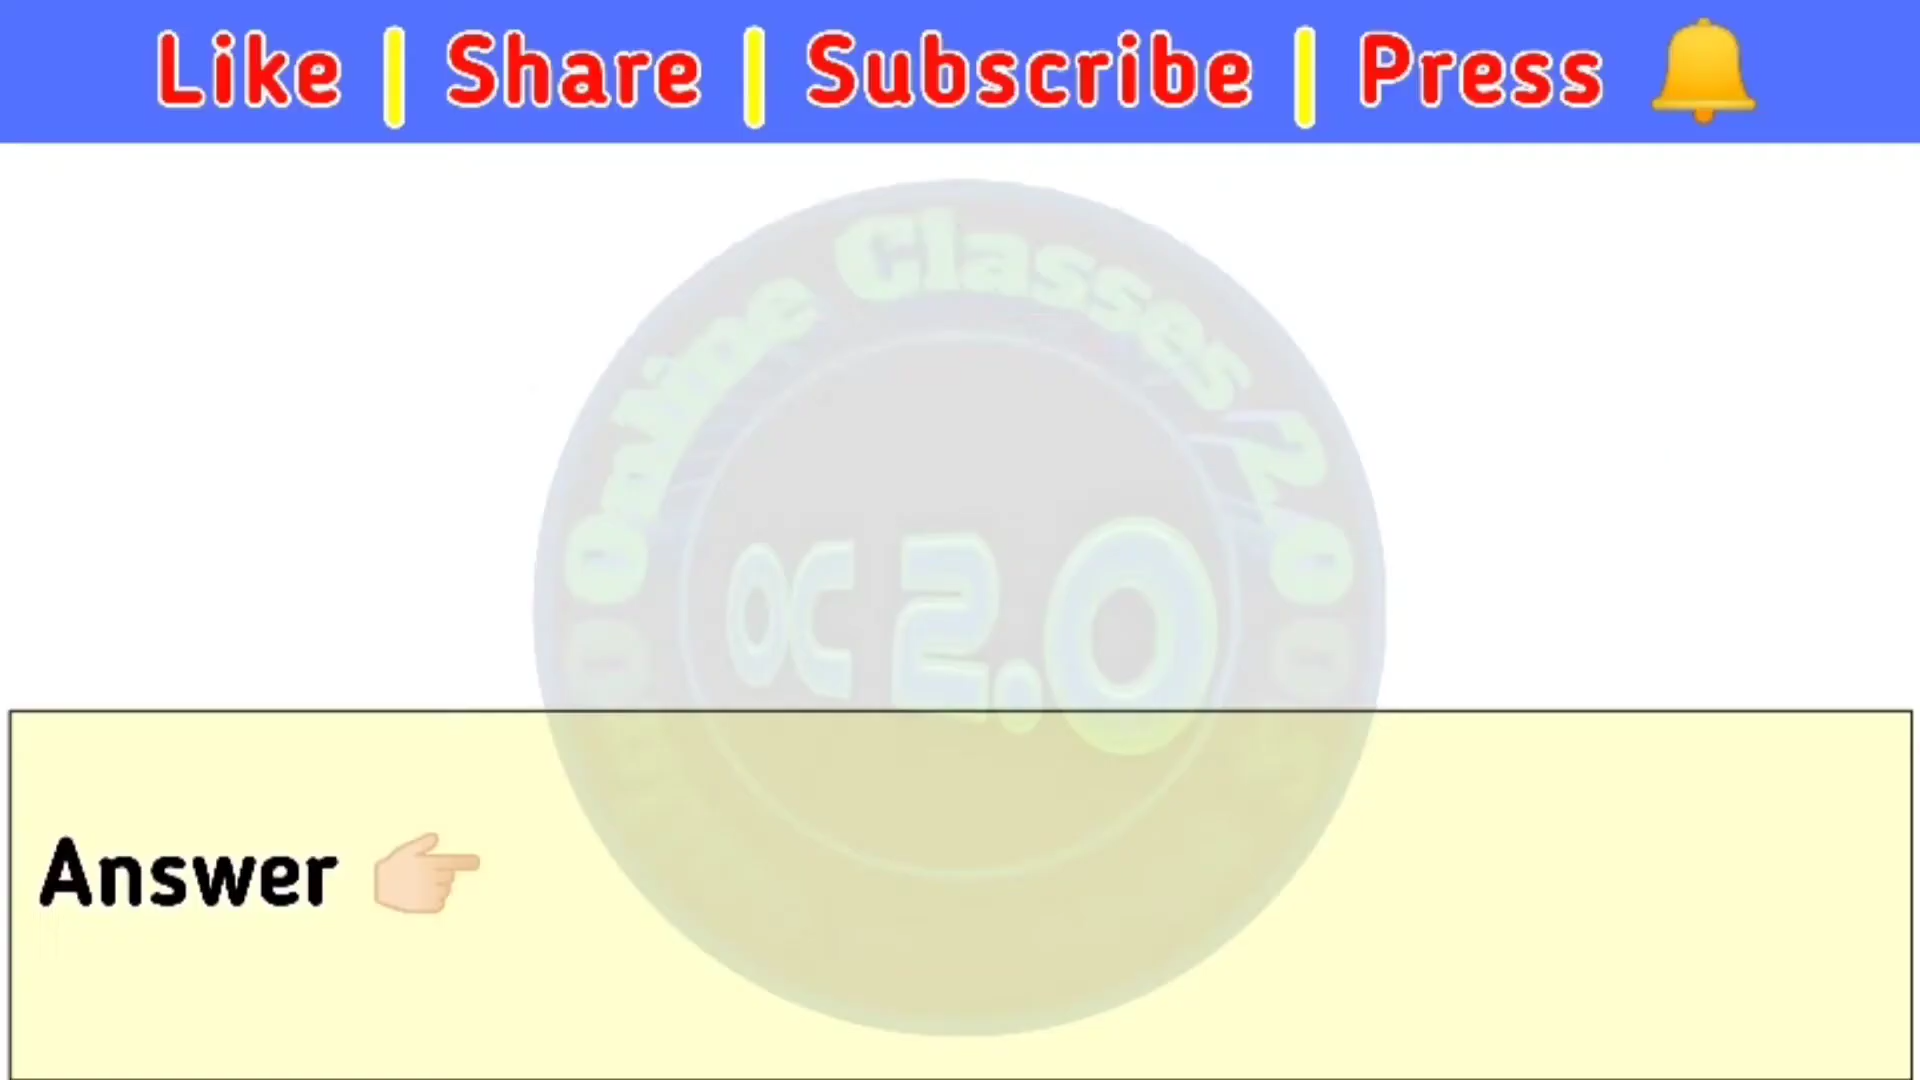 Like | Share | Subscribe | Press
Online Classes 2.0
OC 2.0
Answer